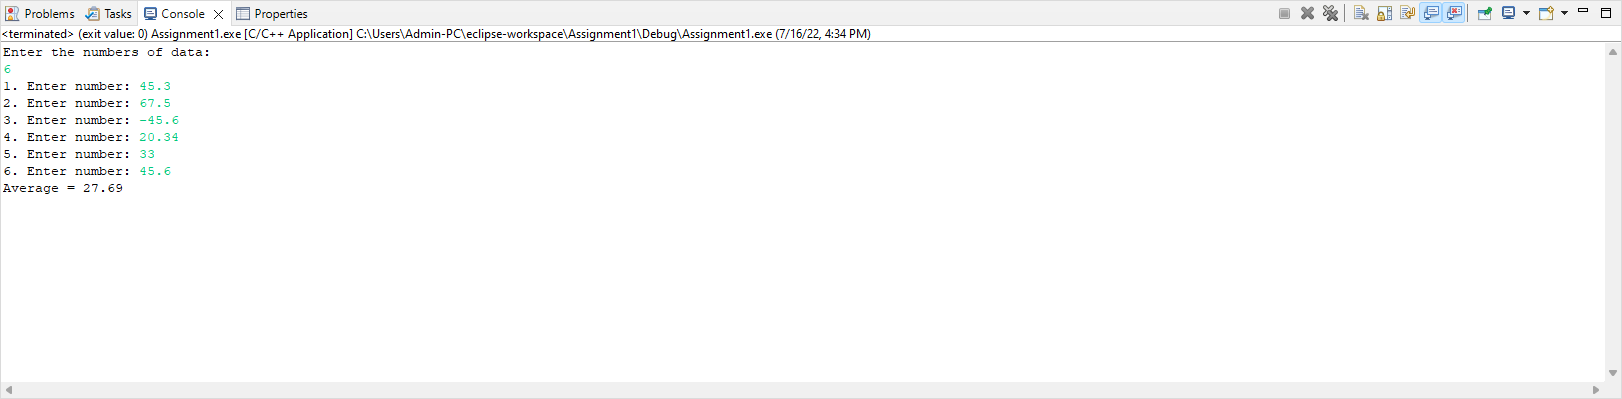 Problems Tasks Console Properties
<terminated> (exit value: 0) Assignment1.exe [C/C++ Application] C:\Users\Admin-PC\eclipse-workspace\Assignment1\Debug\Assignment1.exe (7/16/22, 4:34 PM)
Enter the numbers of data:
6
1. Enter number: 45.3
2. Enter number: 67.5
3. Enter number: -45.6
4. Enter number: 20.34
5. Enter number: 33
6. Enter number: 45.6
Average = 27.69